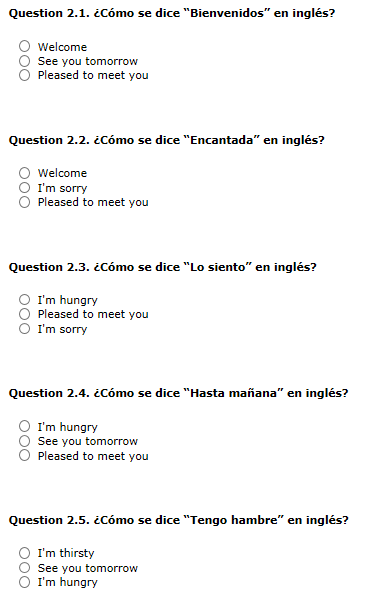 Question 2.1. ¿Cómo se dice “Bienvenidos” en inglés?
Welcome
See you tomorrow
Pleased to meet you
Question 2.2. ¿Cómo se dice “Encantada” en inglés?
Welcome
I'm sorry
Pleased to meet you
Question 2.3. ¿Cómo se dice “Lo siento” en inglés?
I'm hungry
Pleased to meet you
I'm sorry
Question 2.4. ¿Cómo se dice “Hasta mañana” en inglés?
I'm hungry
See you tomorrow
Pleased to meet you
Question 2.5. ¿Cómo se dice “Tengo hambre” en inglés?
I'm thirsty
See you tomorrow
I'm hungry